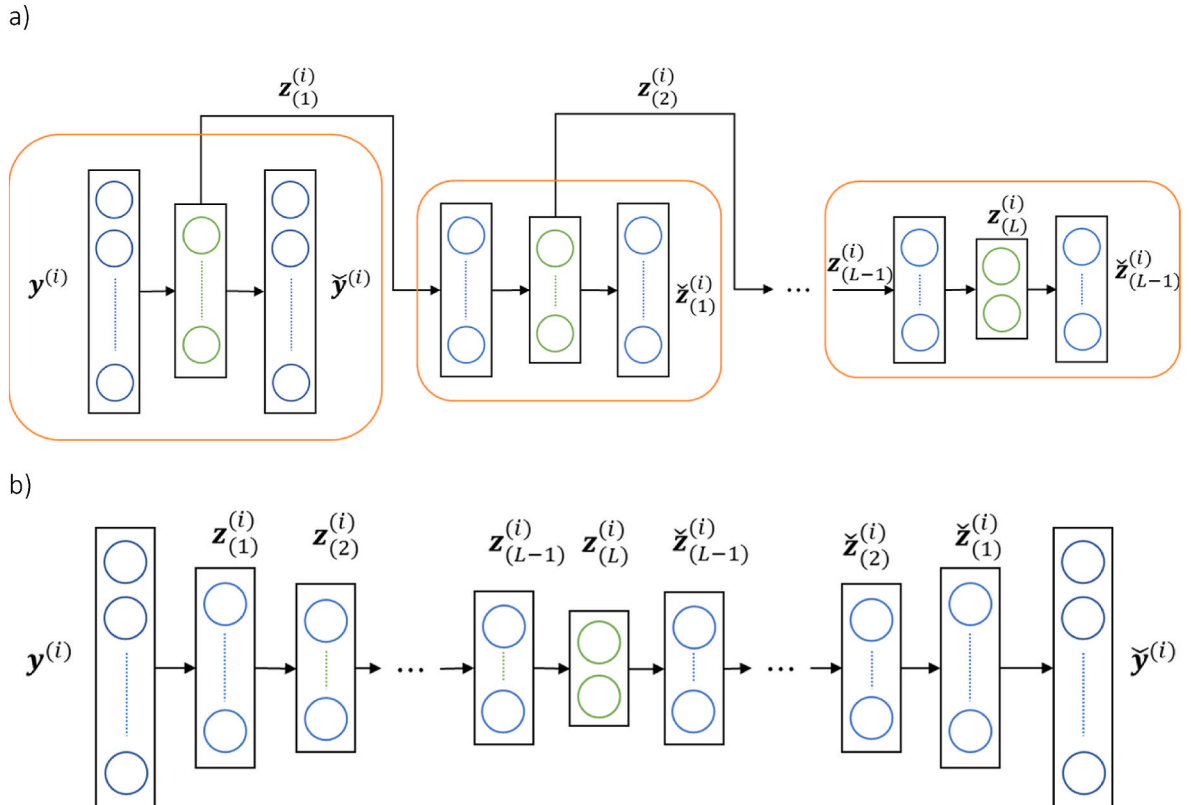 a)
𝒛₍₁₎⁽ⁱ⁾ 𝒛₍₂₎⁽ⁱ⁾
𝒛₍L₎⁽ⁱ⁾
𝒚⁽ⁱ⁾ 𝒚̌⁽ⁱ⁾ 𝒛̌₍₁₎⁽ⁱ⁾ ... 𝒛₍L₋₁₎⁽ⁱ⁾ 𝒛̌₍L₋₁₎⁽ⁱ⁾
b)
𝒛₍₁₎⁽ⁱ⁾ 𝒛₍₂₎⁽ⁱ⁾ 𝒛₍L₋₁₎⁽ⁱ⁾ 𝒛₍L₎⁽ⁱ⁾ 𝒛̌₍L₋₁₎⁽ⁱ⁾ 𝒛̌₍₂₎⁽ⁱ⁾ 𝒛̌₍₁₎⁽ⁱ⁾
𝒚⁽ⁱ⁾ ... ... 𝒚̌⁽ⁱ⁾